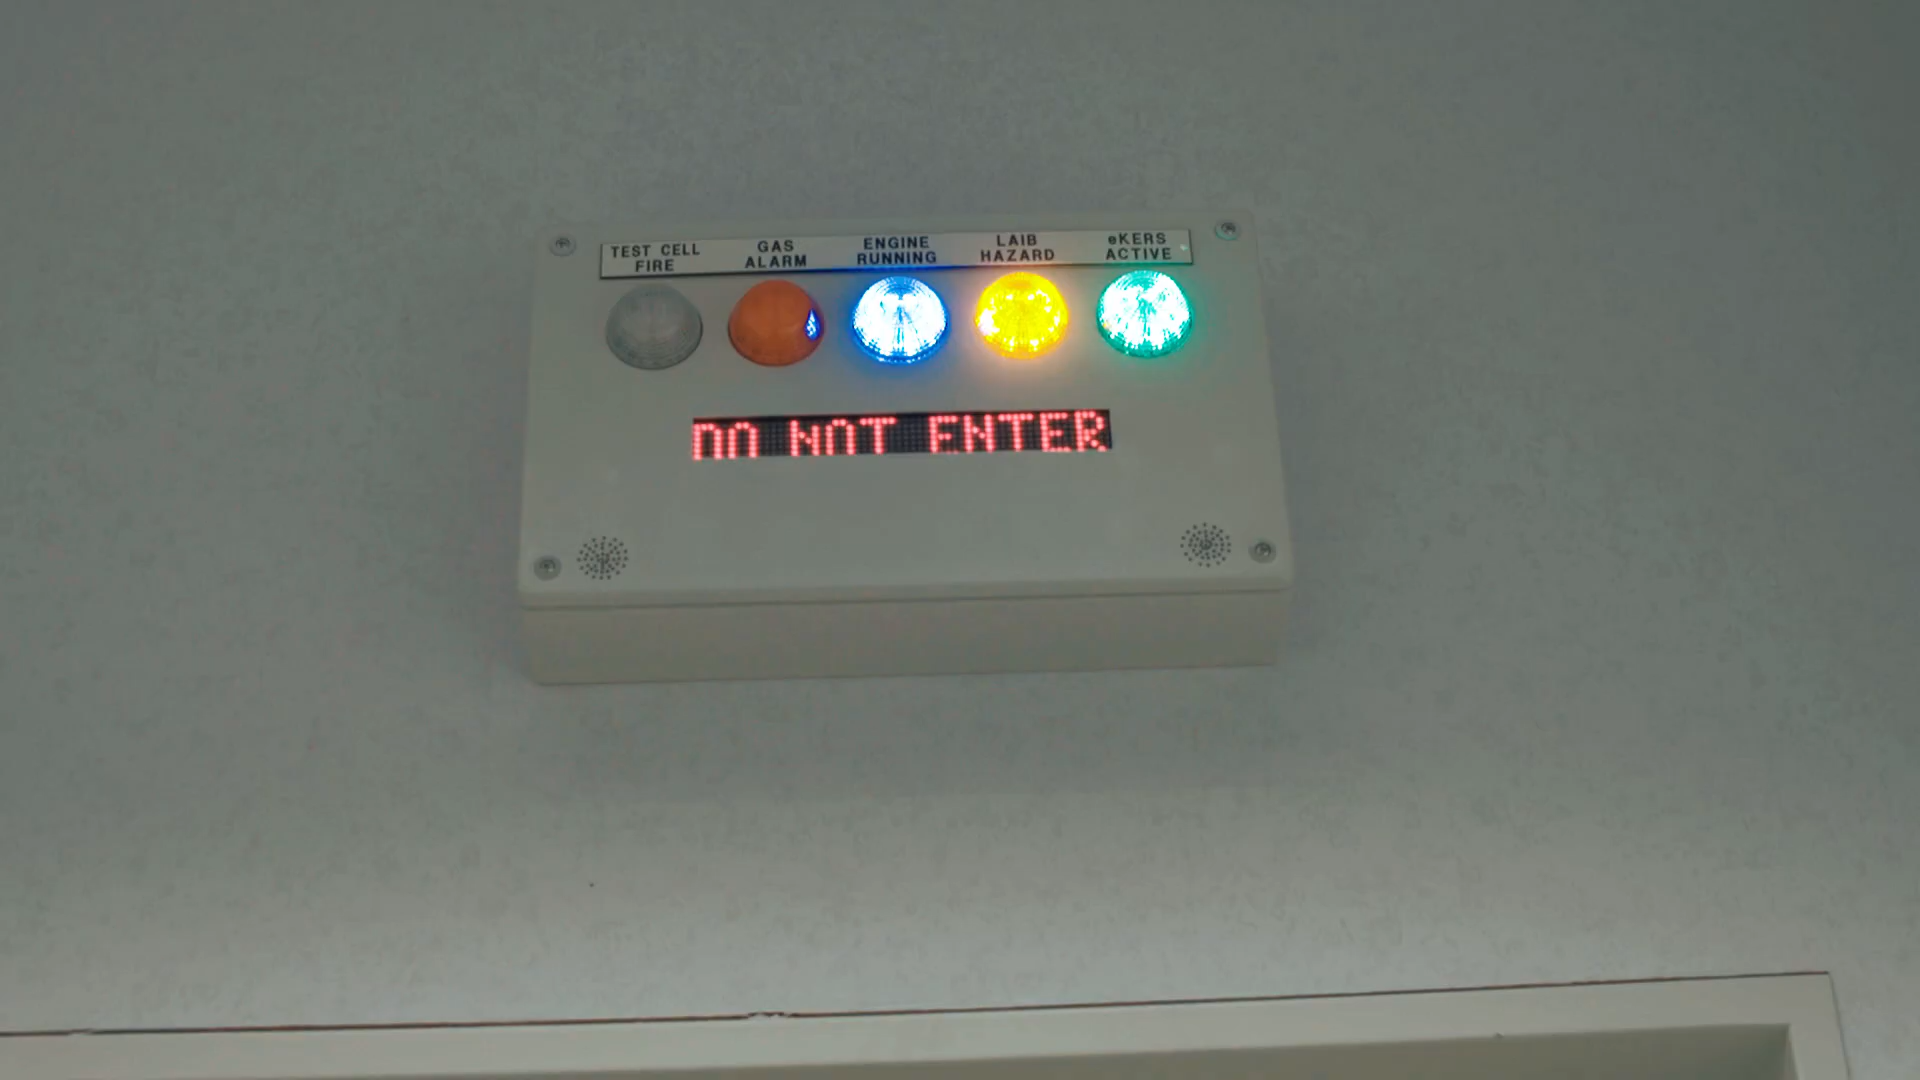 TEST CELL FIRE
GAS ALARM
ENGINE RUNNING
LAIB HAZARD
eKERS ACTIVE
DO NOT ENTER